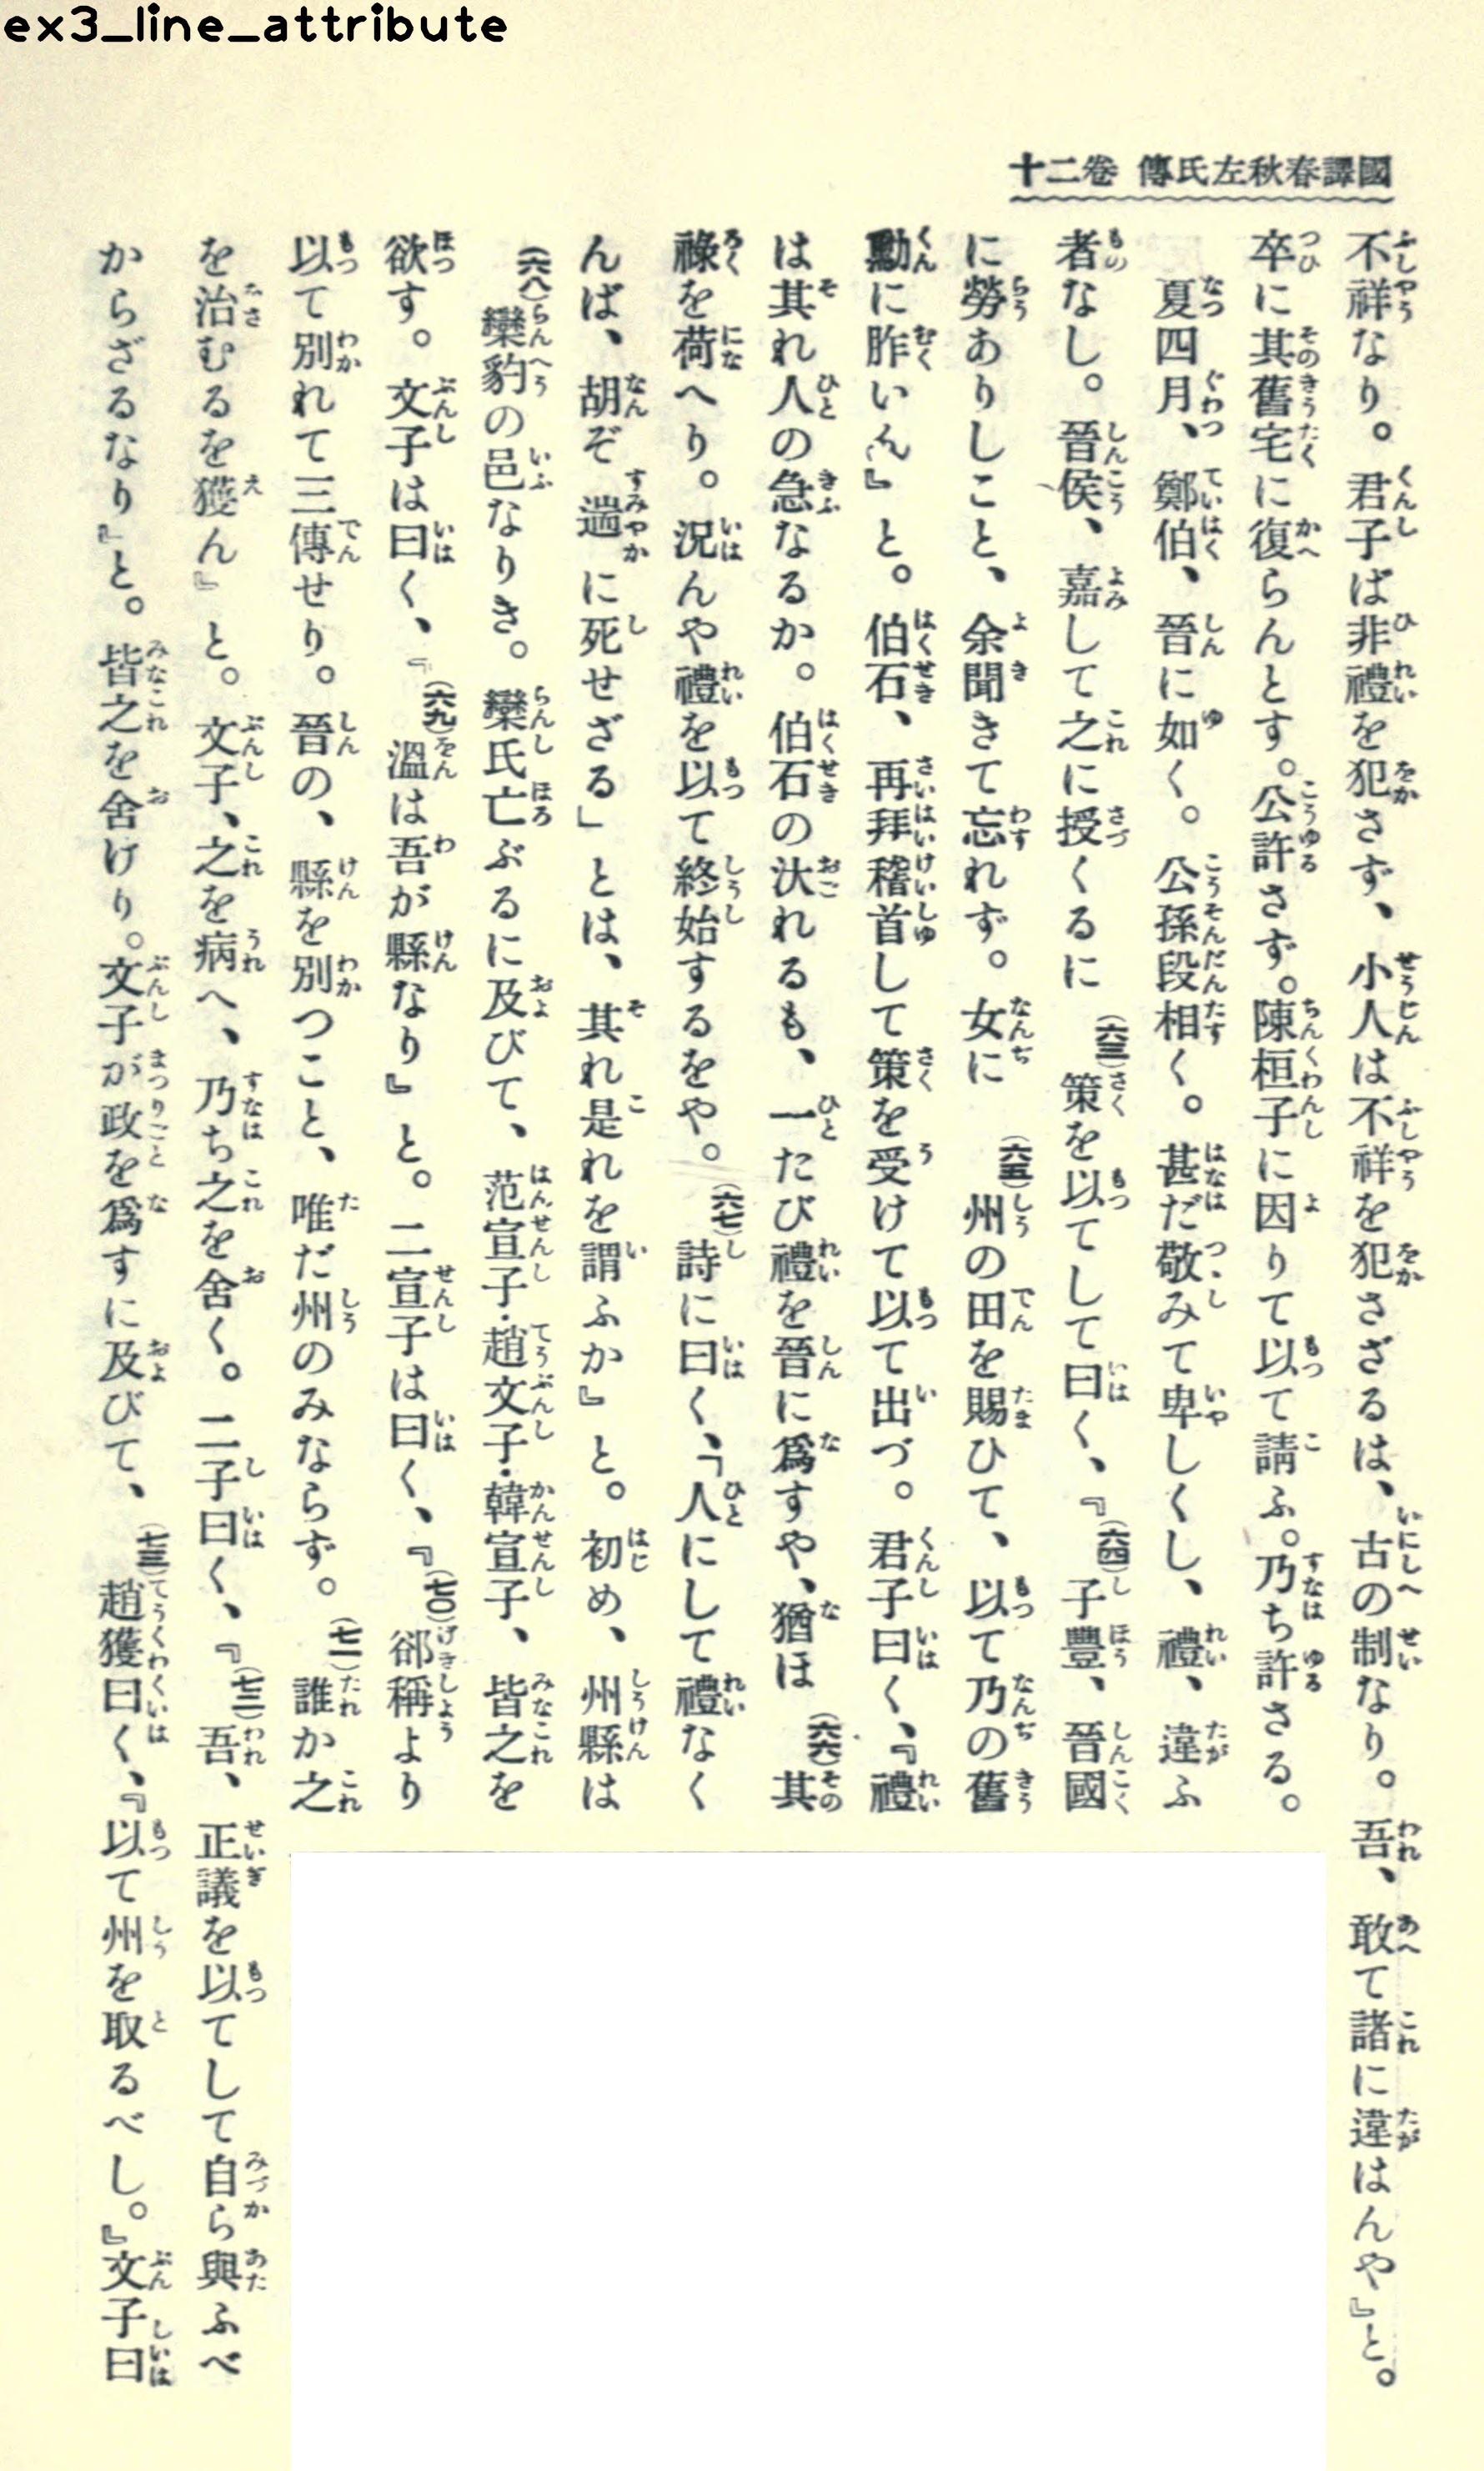 ex3_line_attribute
國譯春秋左氏傳 卷二十
不祥なり。君子は非禮を犯さず、小人は不祥を犯さざるは、古の制なり。吾、敢て諸に違はんや』と。
卒に其舊宅に復らんとす。公許さず。陳桓子に因りて以て請ふ。乃ち許さる。
夏四月、鄭伯、晉に如く。公孫段相く。甚だ敬みて卑しくし、禮、違ふ
者なし。晉侯、嘉して之に授くるに(六三)策を以てして曰く、『(六四)子豐、晉國
に勞ありしこと、余聞きて忘れず。女に(六五)州の田を賜ひて、以て乃の舊
勳に胙いん』と。伯石、再拜稽首して策を受けて以て出づ。君子曰く、『禮
は其れ人の急なるか。伯石の汏れるも、一たび禮を晉に爲すや、猶ほ(六六)其
祿を荷へり。況んや禮を以て終始するをや。(六七)詩に曰く、「人にして禮なく
んば、胡ぞ遄に死せざる」とは、其れ是れを謂ふか』と。初め、州縣は
(六八)欒豹の邑なりき。欒氏亡ぶるに及びて、范宣子・趙文子・韓宣子、皆之を
欲す。文子は曰く、『(六九)溫は吾が縣なり』と。二宣子は曰く、『(七〇)郤稱より
以て別れて三傳せり。晉の、縣を別つこと、唯だ州のみならず。(七一)誰か之
を治むるを獲ん』と。文子、之を病へ、乃ち之を舍く。二子曰く、『(七二)吾、正議を以てして自ら與ふべ
からざるなり』と。皆之を舍けり。文子が政を爲すに及びて、(七三)趙獲曰く、『以て州を取るべし。』文子曰